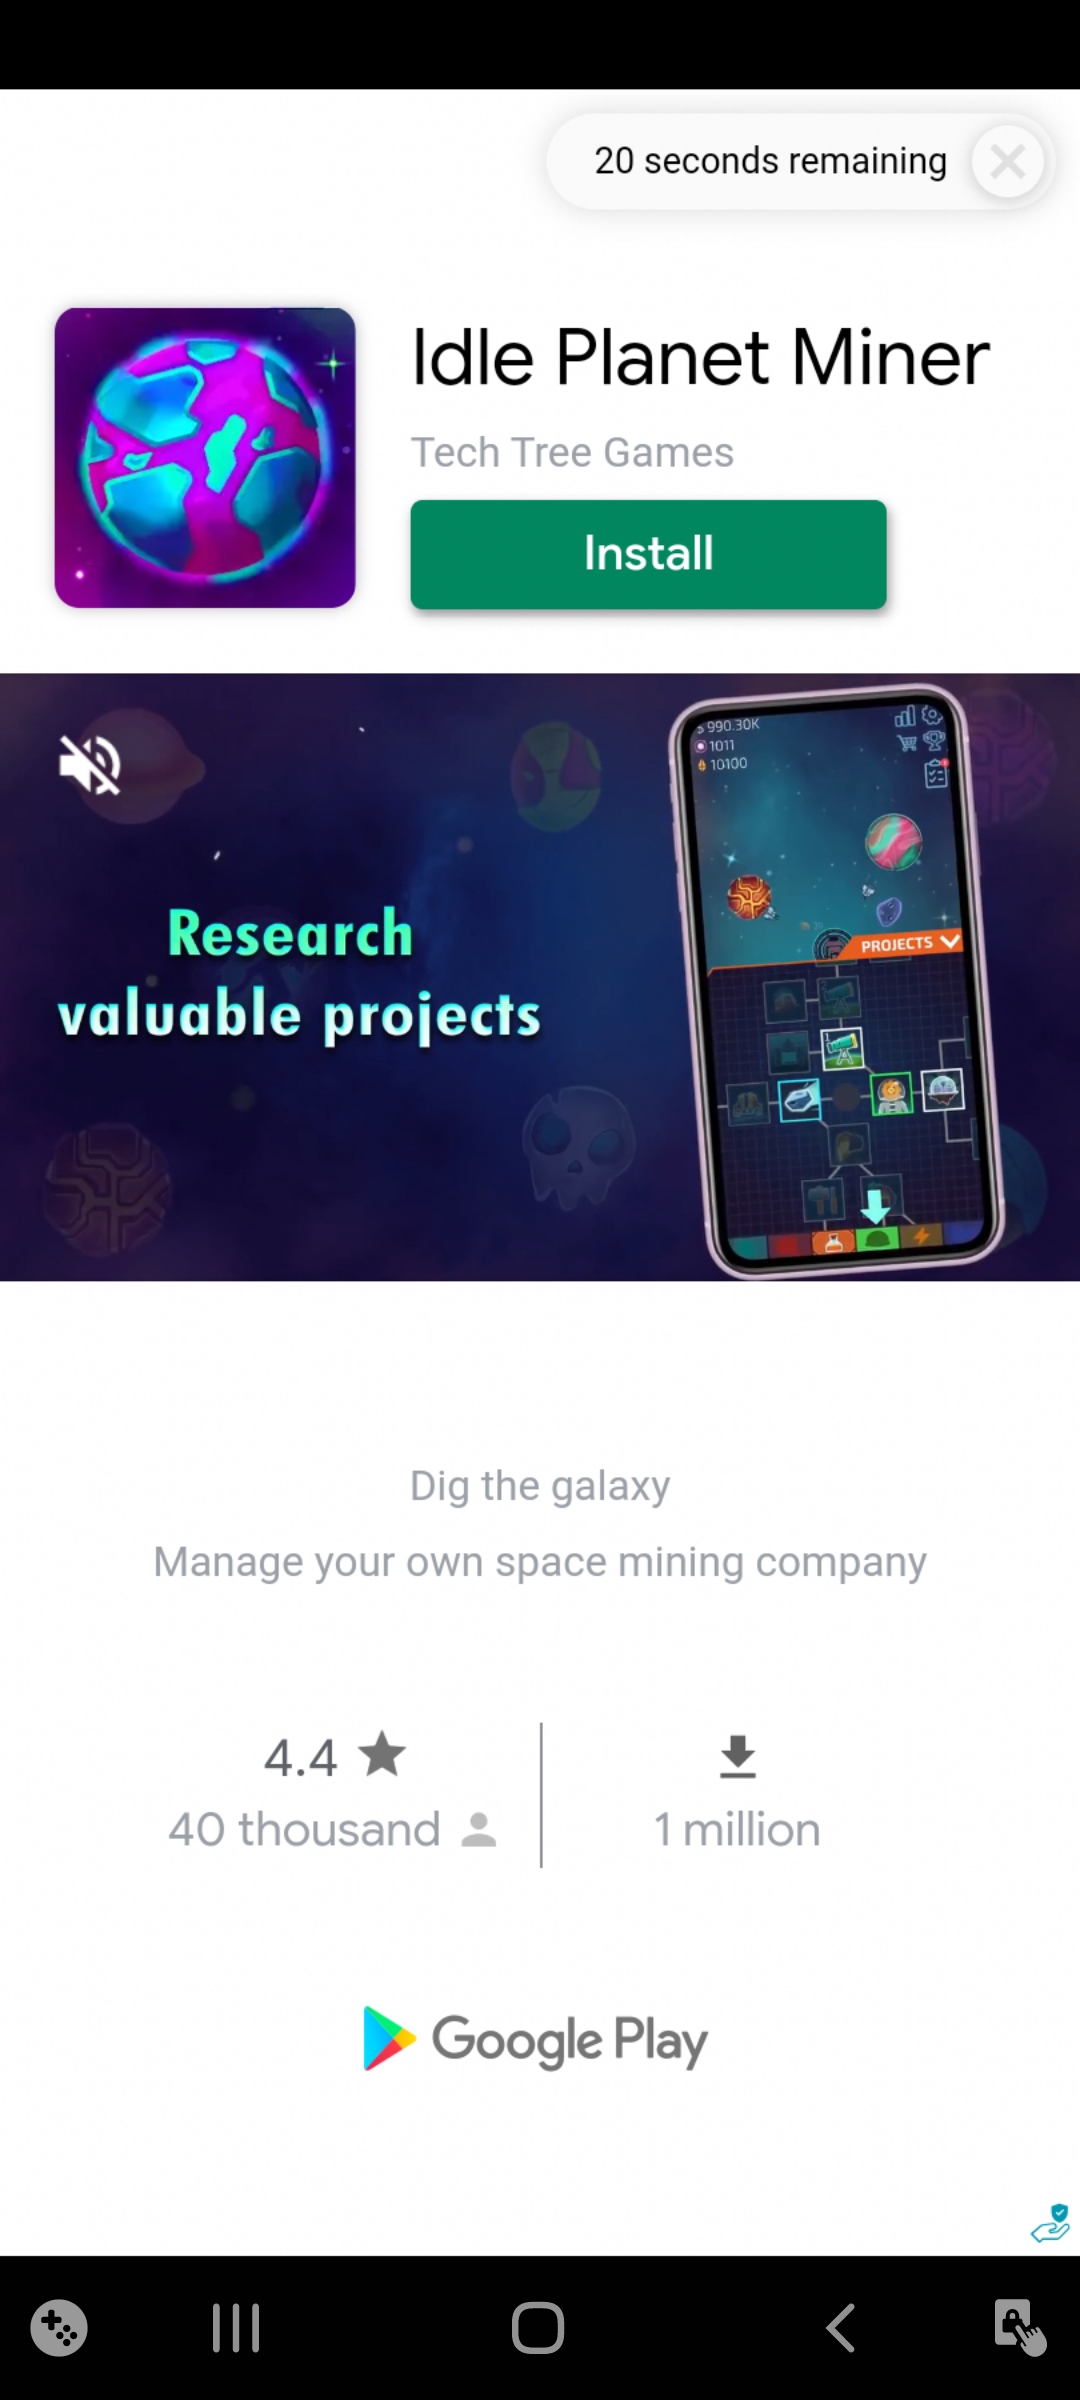 20 seconds remaining
Idle Planet Miner
Tech Tree Games
Install
990.30K
1011
10100
Research
valuable projects
PROJECTS
Dig the galaxy
Manage your own space mining company
4.4
40 thousand
1 million
Google Play